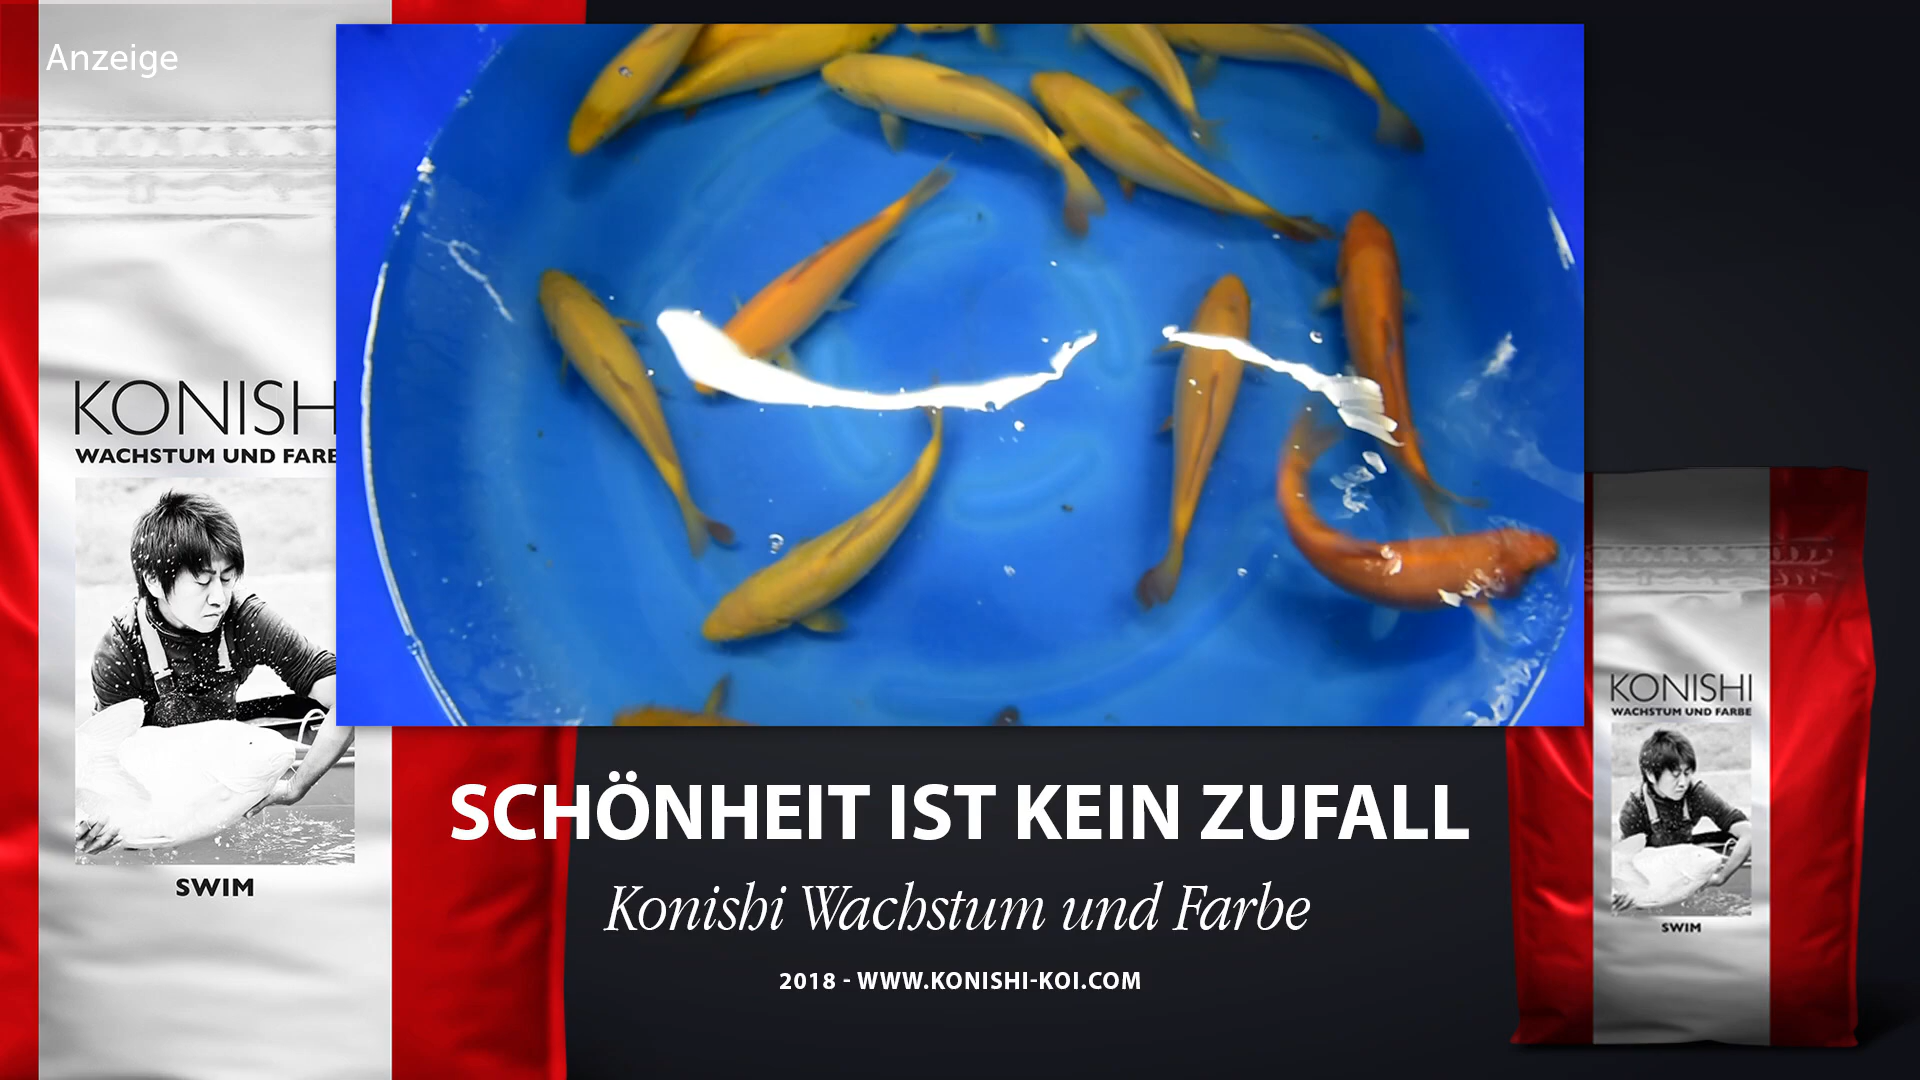 Anzeige
KONISH
WACHSTUM UND FARB
SWIM
KONISHI
WACHSTUM UND FARBE
SWIM
SCHÖNHEIT IST KEIN ZUFALL
Konishi Wachstum und Farbe
2018 - WWW.KONISHI-KOI.COM